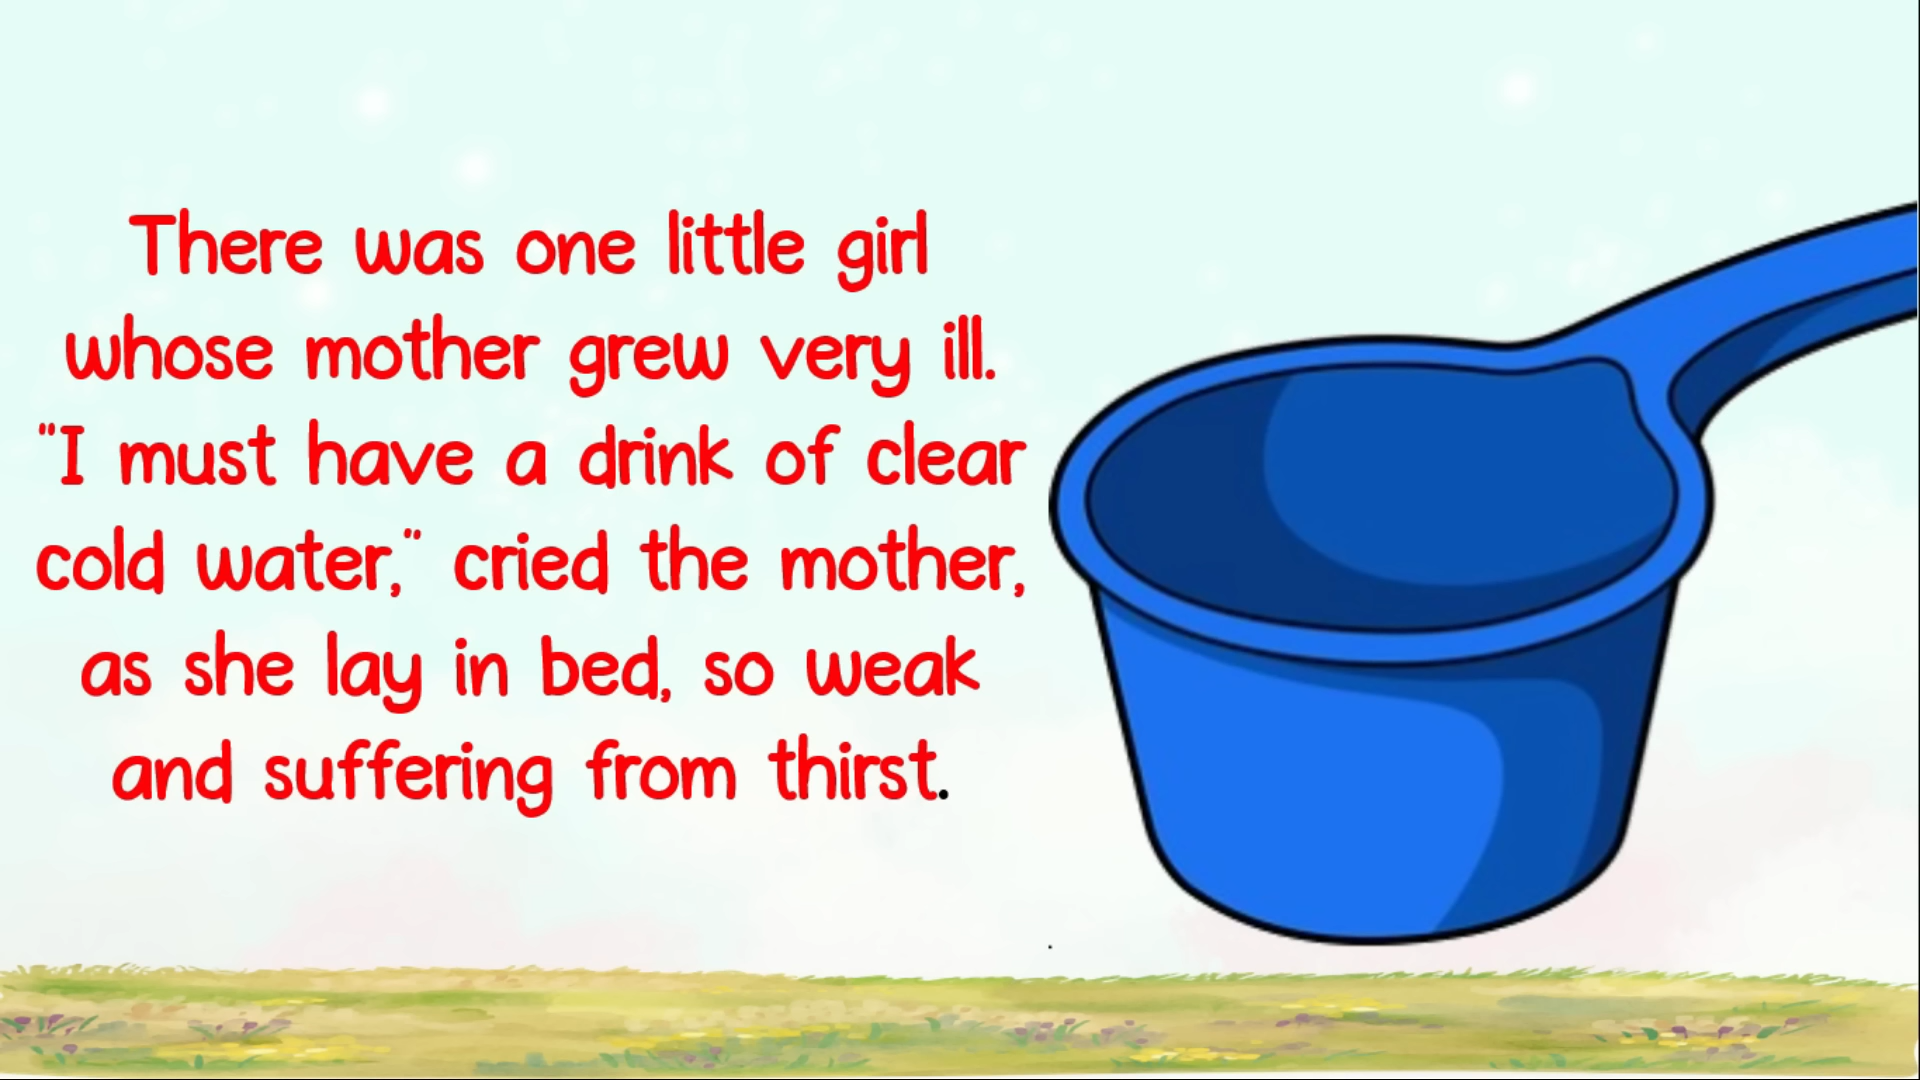 There was one little girl
whose mother grew very ill.
"I must have a drink of clear
cold water," cried the mother,
as she lay in bed, so weak
and suffering from thirst.